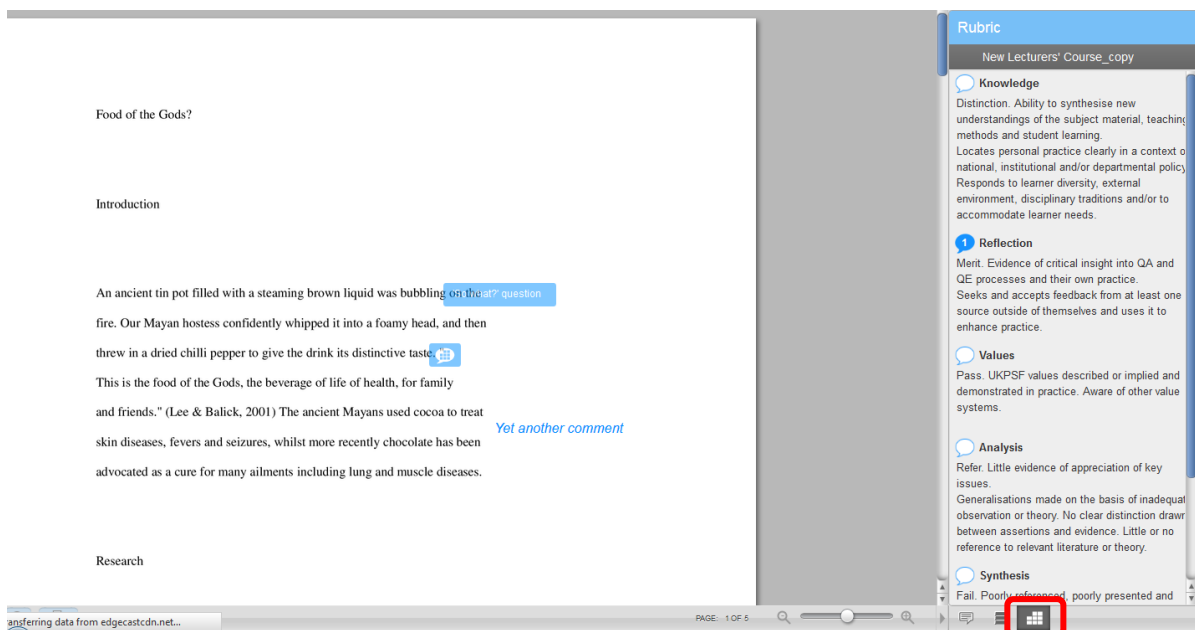 Food of the Gods?
Introduction
An ancient tin pot filled with a steaming brown liquid was bubbling on the
question
fire. Our Mayan hostess confidently whipped it into a foamy head, and then
threw in a dried chilli pepper to give the drink its distinctive taste.
This is the food of the Gods, the beverage of life of health, for family
and friends." (Lee & Balick, 2001) The ancient Mayans used cocoa to treat
Yet another comment
skin diseases, fevers and seizures, whilst more recently chocolate has been
advocated as a cure for many ailments including lung and muscle diseases.
Research
ansferring data from edgecastcdn.net...
PAGE: 1 OF 5
Rubric
New Lecturers' Course_copy
Knowledge
Distinction. Ability to synthesise new
understandings of the subject material, teaching
methods and student learning.
Locates personal practice clearly in a context o
national, institutional and/or departmental policy
Responds to learner diversity, external
environment, disciplinary traditions and/or to
accommodate learner needs.
1 Reflection
Merit. Evidence of critical insight into QA and
QE processes and their own practice.
Seeks and accepts feedback from at least one
source outside of themselves and uses it to
enhance practice.
Values
Pass. UKPSF values described or implied and
demonstrated in practice. Aware of other value
systems.
Analysis
Refer. Little evidence of appreciation of key
issues.
Generalisations made on the basis of inadequat
observation or theory. No clear distinction drawn
between assertions and evidence. Little or no
reference to relevant literature or theory.
Synthesis
Fail. Poorly referenced, poorly presented and